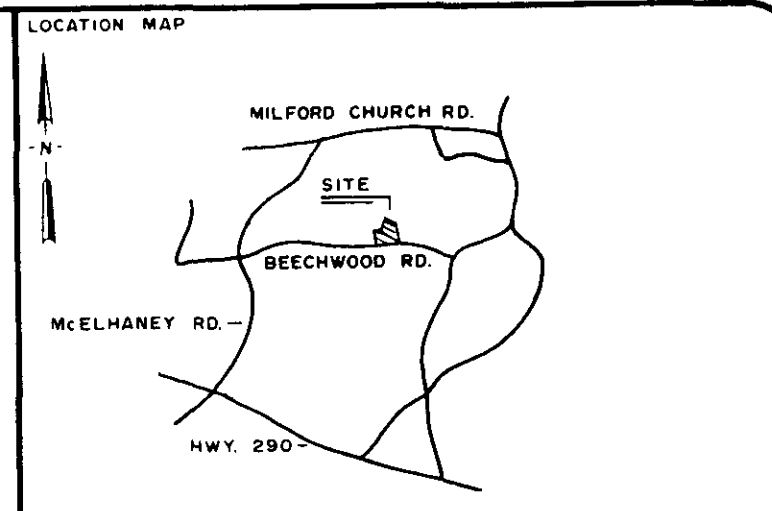 LOCATION MAP
MILFORD CHURCH RD.
-N-
SITE
BEECHWOOD RD.
McELHANEY RD.
HWY. 290